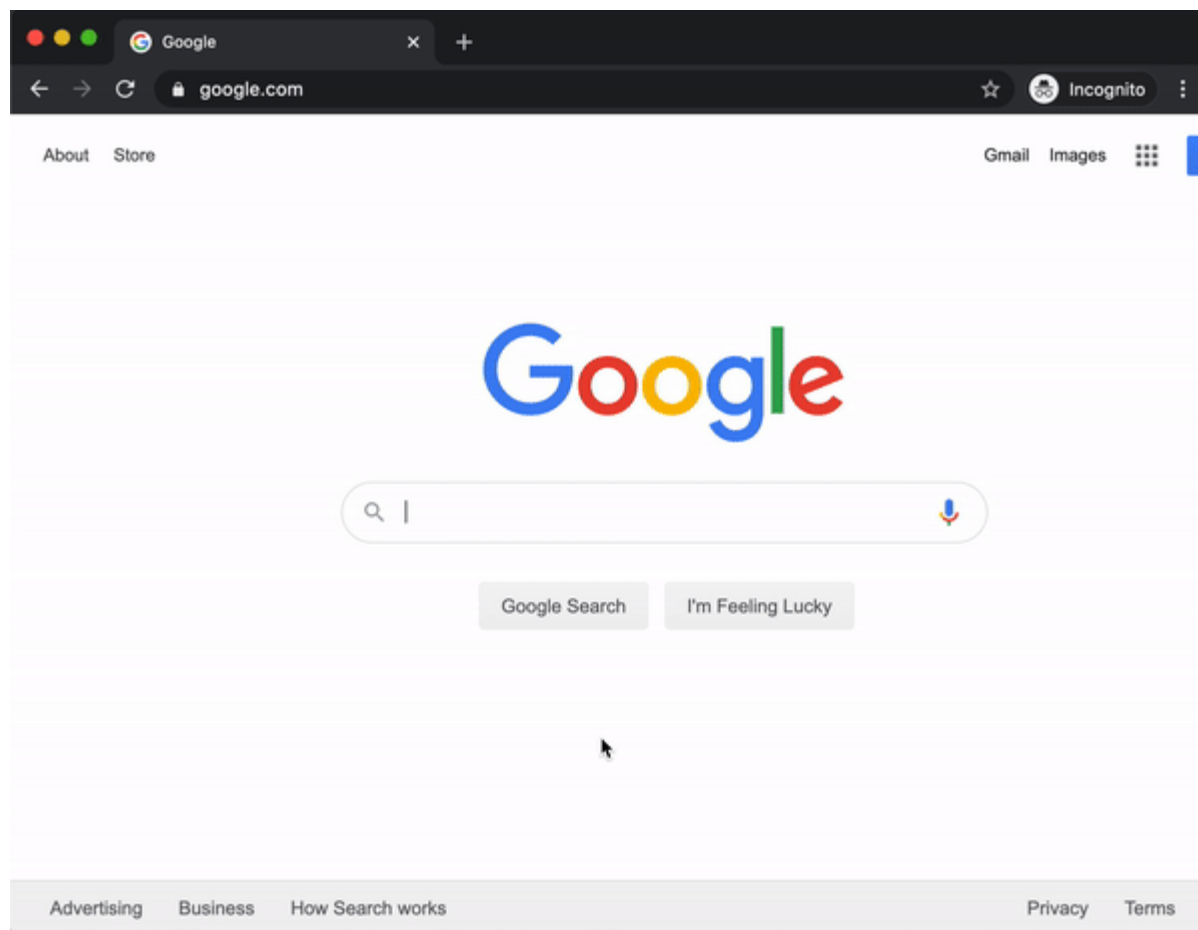 Google
google.com Incognito
About Store Gmail Images
Google
Google Search I'm Feeling Lucky
Advertising Business How Search works Privacy Terms